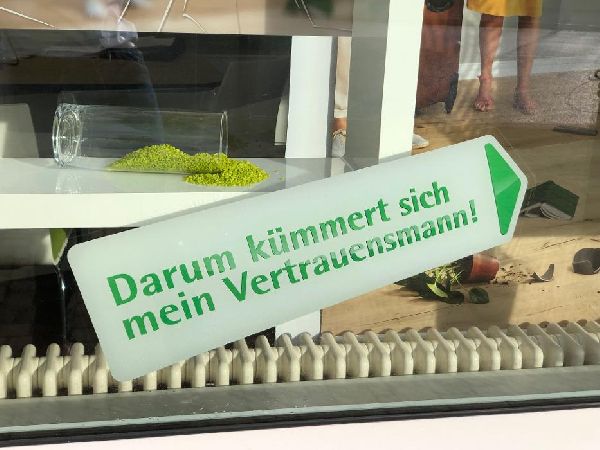 Darum kümmert sich
mein Vertrauensmann!